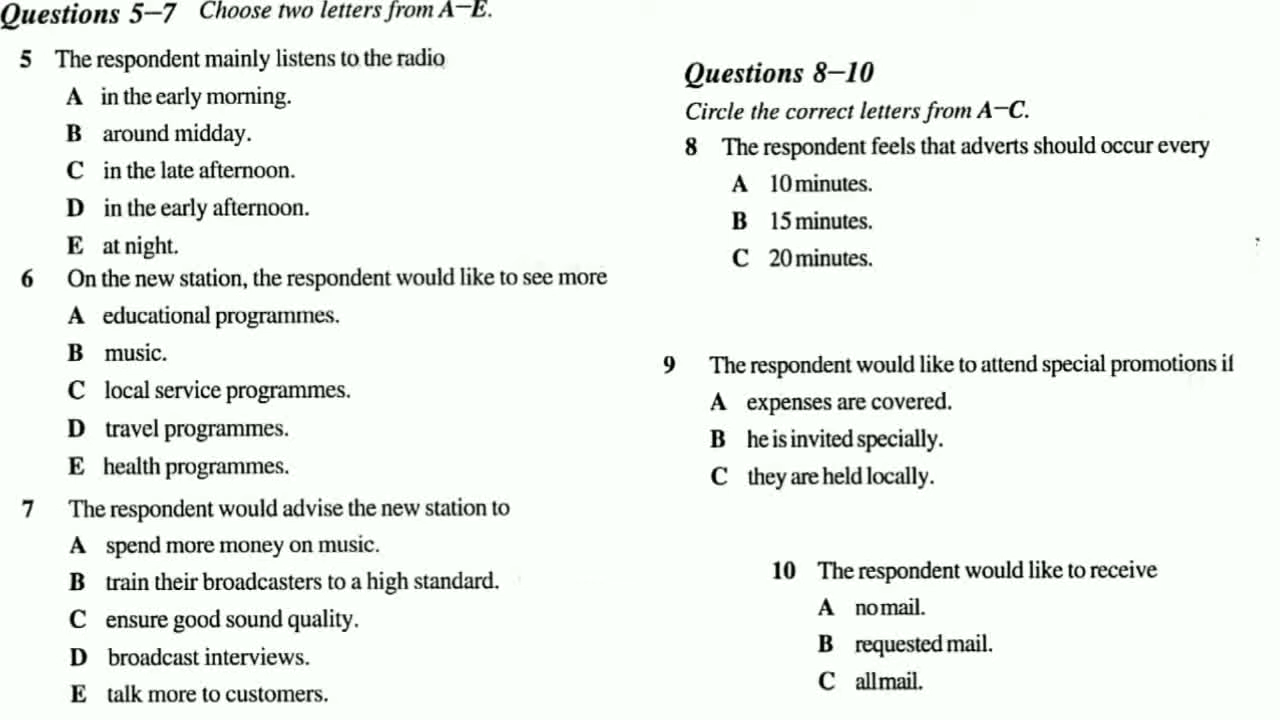 Questions 5–7 Choose two letters from A–E.
5 The respondent mainly listens to the radio
A in the early morning.
B around midday.
C in the late afternoon.
D in the early afternoon.
E at night.
6 On the new station, the respondent would like to see more
A educational programmes.
B music.
C local service programmes.
D travel programmes.
E health programmes.
7 The respondent would advise the new station to
A spend more money on music.
B train their broadcasters to a high standard.
C ensure good sound quality.
D broadcast interviews.
E talk more to customers.
Questions 8–10
Circle the correct letters from A–C.
8 The respondent feels that adverts should occur every
A 10 minutes.
B 15 minutes.
C 20 minutes.
9 The respondent would like to attend special promotions if
A expenses are covered.
B he is invited specially.
C they are held locally.
10 The respondent would like to receive
A no mail.
B requested mail.
C all mail.